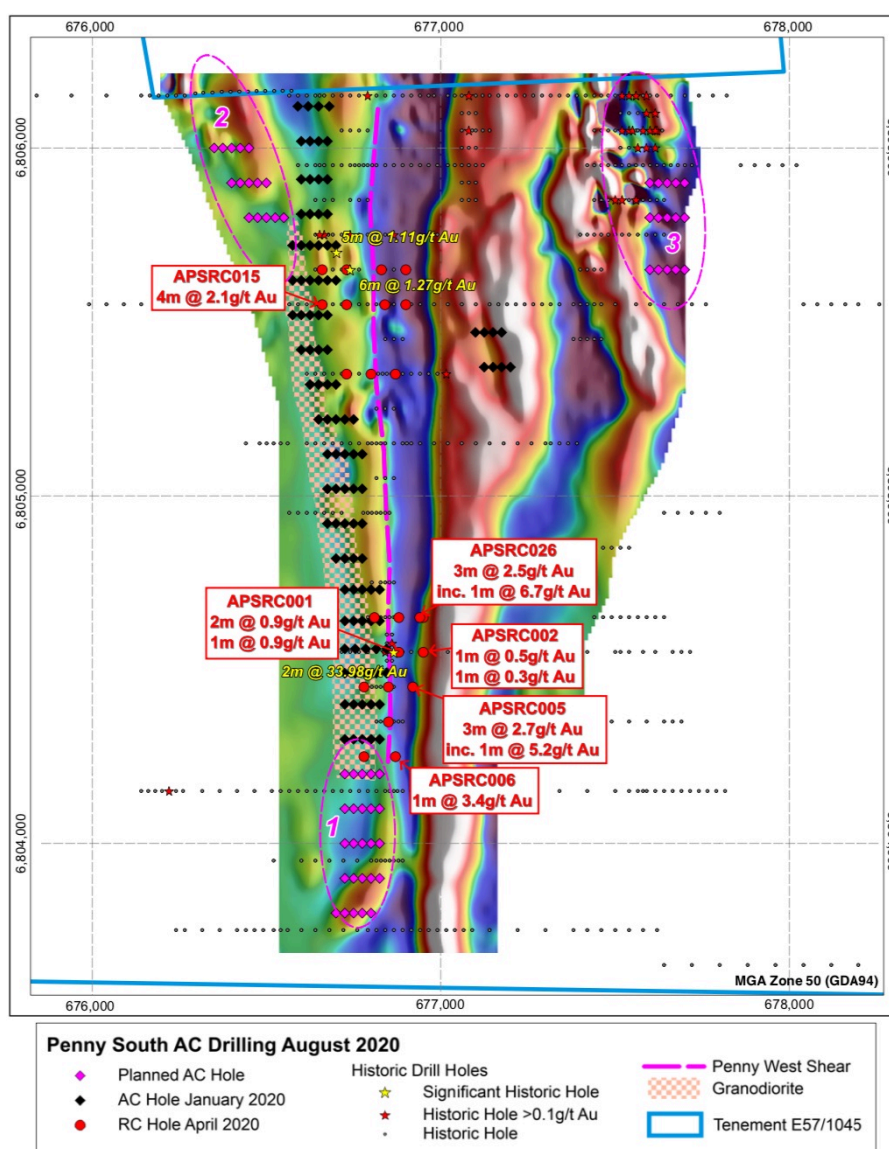 676,000
677,000
678,000
6,806,000
2
3
5m @ 1.11g/t Au
6m @ 1.27g/t Au
APSRC015
4m @ 2.1g/t Au
6,805,000
APSRC026
3m @ 2.5g/t Au
inc. 1m @ 6.7g/t Au
APSRC001
2m @ 0.9g/t Au
1m @ 0.9g/t Au
APSRC002
1m @ 0.5g/t Au
1m @ 0.3g/t Au
2m @ 33.98g/t Au
APSRC005
3m @ 2.7g/t Au
inc. 1m @ 5.2g/t Au
APSRC006
1m @ 3.4g/t Au
6,804,000
1
MGA Zone 50 (GDA94)
676,000
677,000
678,000
Penny South AC Drilling August 2020
Planned AC Hole
AC Hole January 2020
RC Hole April 2020
Historic Drill Holes
Significant Historic Hole
Historic Hole >0.1g/t Au
Historic Hole
Penny West Shear
Granodiorite
Tenement E57/1045